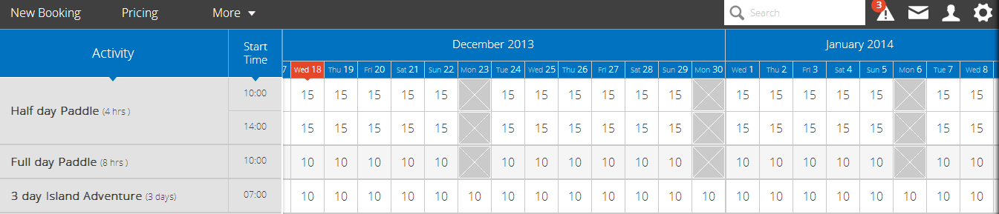 New Booking Pricing More Search 3
Activity Start Time December 2013 January 2014
7 Wed 18 Thu 19 Fri 20 Sat 21 Sun 22 Mon 23 Tue 24 Wed 25 Thu 26 Fri 27 Sat 28 Sun 29 Mon 30 Wed 1 Thu 2 Fri 3 Sat 4 Sun 5 Mon 6 Tue 7 Wed 8
Half day Paddle (4 hrs )
10:00 15 15 15 15 15 15 15 15 15 15 15 15 15 15 15 15 15 15
14:00 15 15 15 15 15 15 15 15 15 15 15 15 15 15 15 15 15 15
Full day Paddle (8 hrs ) 10:00 10 10 10 10 10 10 10 10 10 10 10 10 10 10 10 10 10 10
3 day Island Adventure (3 days) 07:00 10 10 10 10 10 10 10 10 10 10 10 10 10 10 10 10 10 10 10 10 10